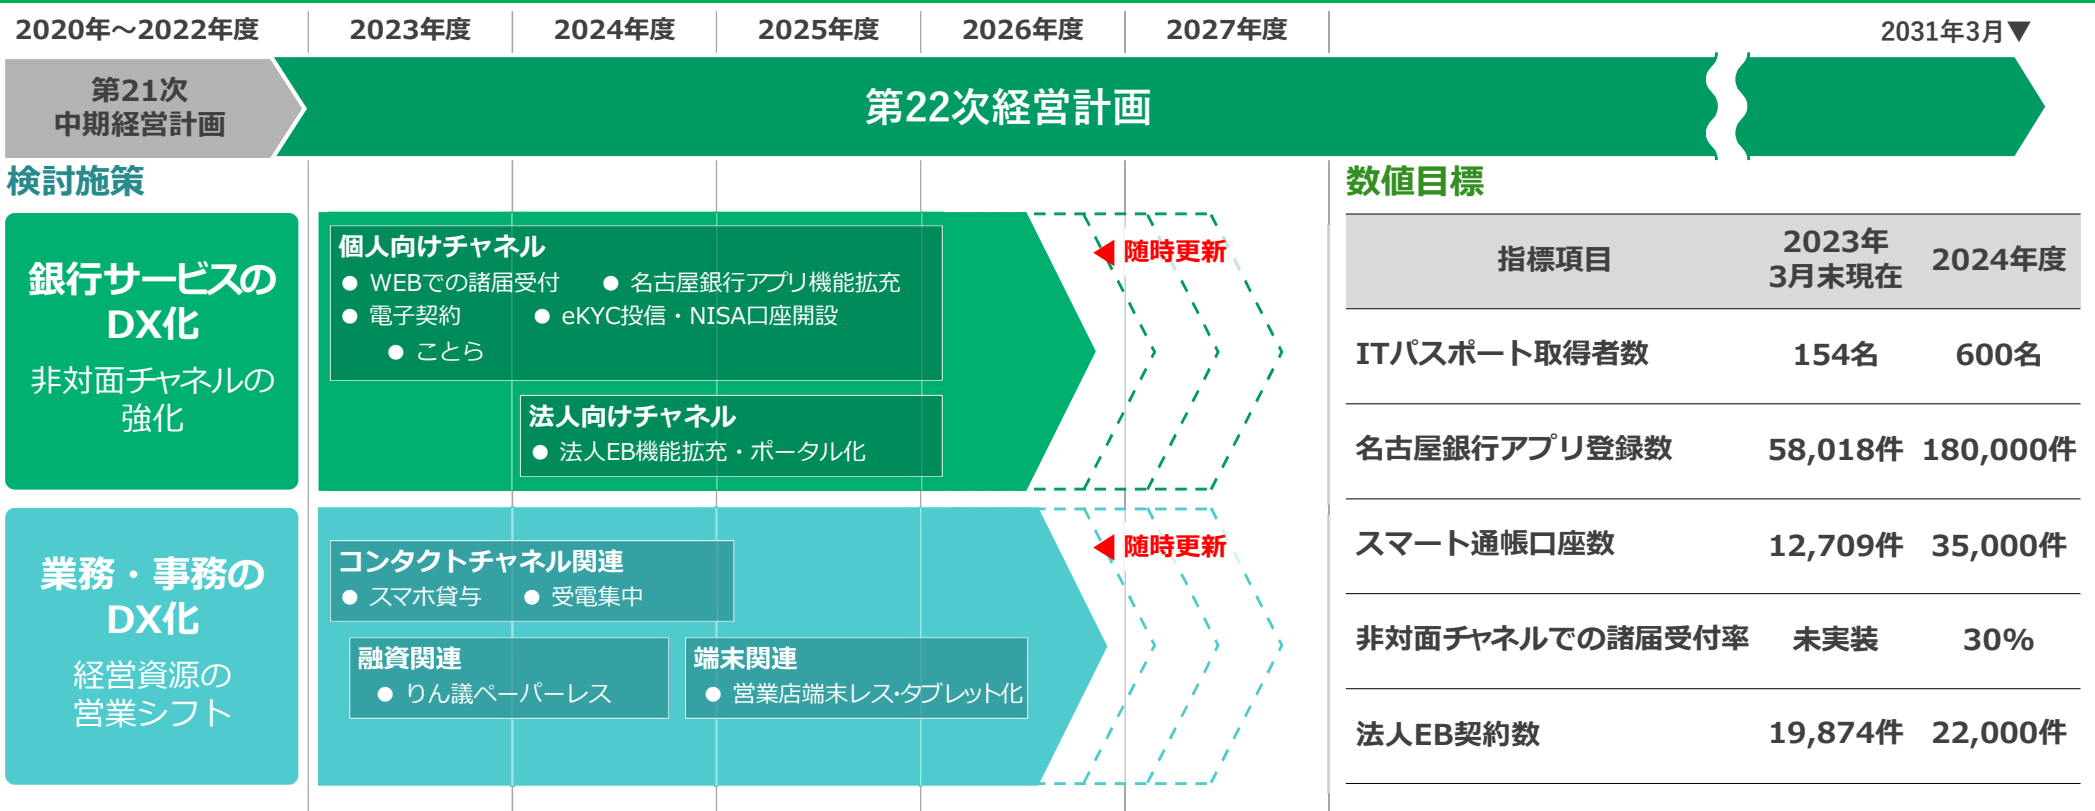 2020年～2022年度
2023年度
2024年度
2025年度
2026年度
2027年度
2031年3月▼
第21次
中期経営計画
第22次経営計画
検討施策
銀行サービスの
DX化
非対面チャネルの
強化
個人向けチャネル
● WEBでの諸届受付 ● 名古屋銀行アプリ機能拡充
● 電子契約 ● eKYC投信・NISA口座開設
● ことら
法人向けチャネル
● 法人EB機能拡充・ポータル化
随時更新
業務・事務の
DX化
経営資源の
営業シフト
コンタクトチャネル関連
● スマホ貸与 ● 受電集中
融資関連
● りん議ペーパーレス
端末関連
● 営業店端末レス・タブレット化
随時更新
数値目標
指標項目 2023年
3月末現在 2024年度
ITパスポート取得者数 154名 600名
名古屋銀行アプリ登録数 58,018件 180,000件
スマート通帳口座数 12,709件 35,000件
非対面チャネルでの諸届受付率 未実装 30%
法人EB契約数 19,874件 22,000件